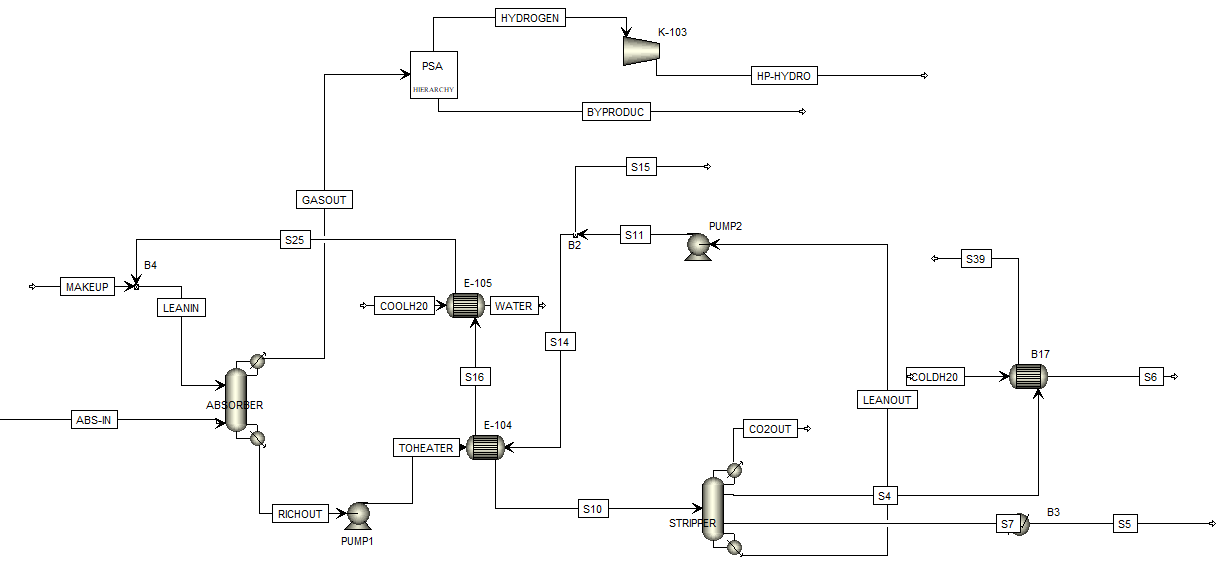 HYDROGEN
K-103
PSA
HIERARCHY
HP-HYDRO
BYPRODUC
S15
GASOUT
S25
S11
PUMP2
B2
B4
S39
MAKEUP
E-105
LEANIN
COOLH20
WATER
S14
B17
S16
COLDH20
S6
ABSORBER
LEANOUT
ABS-IN
E-104
CO2OUT
TOHEATER
S4
S10
RICHOUT
STRIPPER
S7
B3
S5
PUMP1